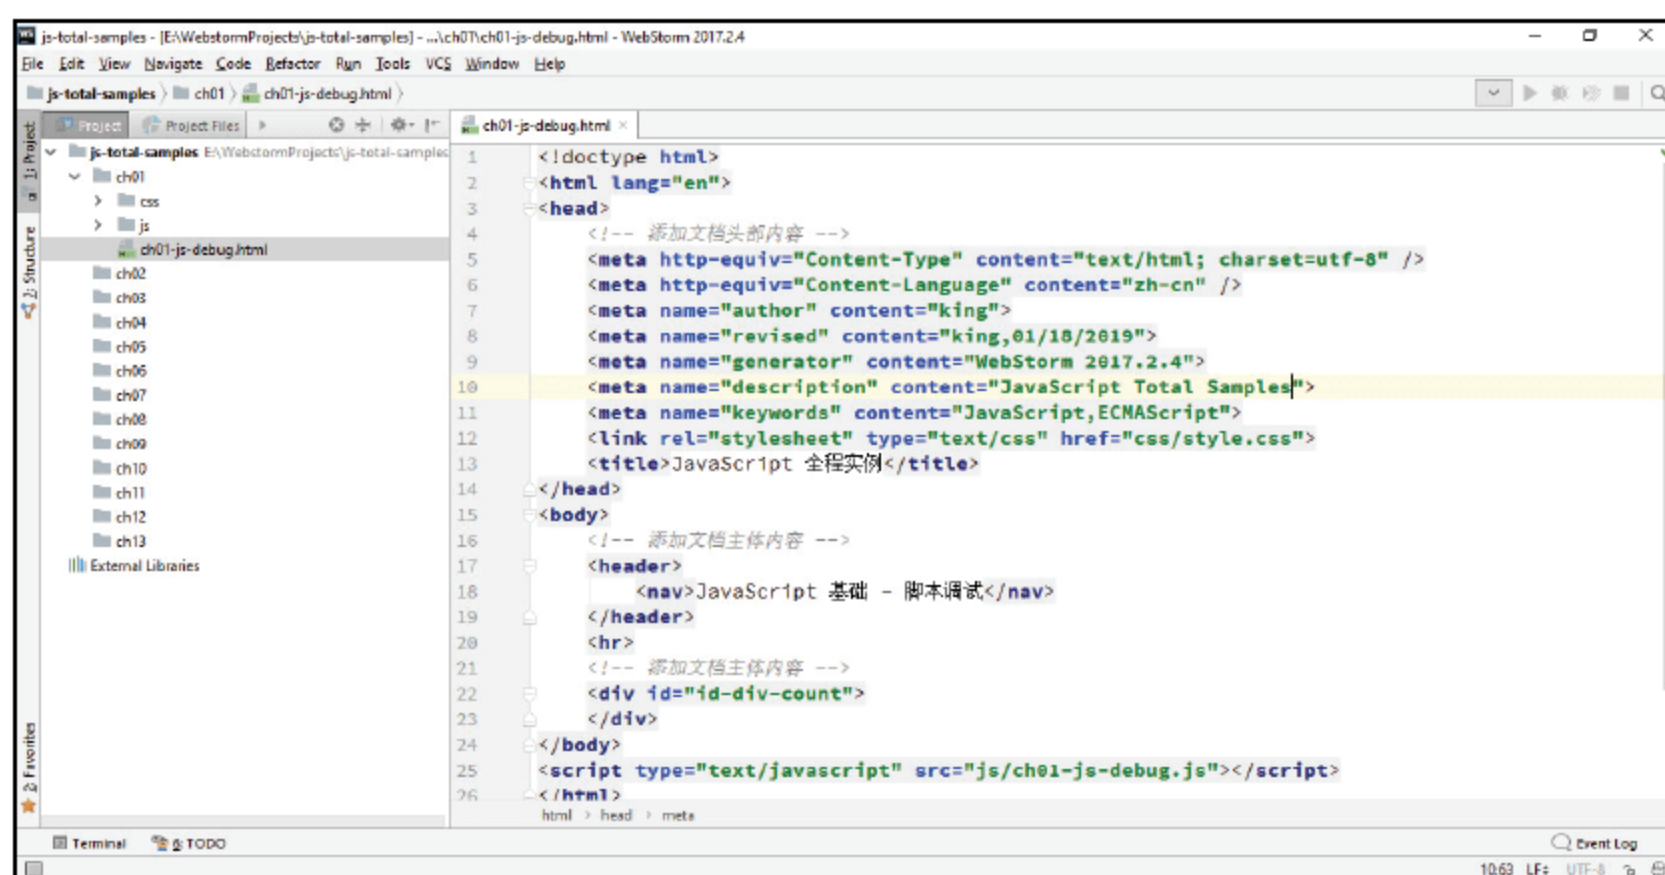 js-total-samples - [E:\WebstormProjects\js-total-samples] - ...\ch01\ch01-js-debug.html - WebStorm 2017.2.4
File Edit View Navigate Code Refactor Run Tools VCS Window Help
js-total-samples ch01 ch01-js-debug.html
Project Project Files
ch01-js-debug.html
1: Project
2: Structure
2: Favorites
js-total-samples E:\WebstormProjects\js-total-samples
ch01
css
js
ch01-js-debug.html
ch02
ch03
ch04
ch05
ch06
ch07
ch08
ch09
ch10
ch11
ch12
ch13
External Libraries
1 <!doctype html>
2 <html lang="en">
3 <head>
4 <!-- 添加文档头部内容 -->
5 <meta http-equiv="Content-Type" content="text/html; charset=utf-8" />
6 <meta http-equiv="Content-Language" content="zh-cn" />
7 <meta name="author" content="king">
8 <meta name="revised" content="king,01/18/2019">
9 <meta name="generator" content="WebStorm 2017.2.4">
10 <meta name="description" content="JavaScript Total Samples">
11 <meta name="keywords" content="JavaScript,ECMAScript">
12 <link rel="stylesheet" type="text/css" href="css/style.css">
13 <title>JavaScript 全程实例</title>
14 </head>
15 <body>
16 <!-- 添加文档主体内容 -->
17 <header>
18 <nav>JavaScript 基础 - 脚本调试</nav>
19 </header>
20 <hr>
21 <!-- 添加文档主体内容 -->
22 <div id="id-div-count">
23 </div>
24 </body>
25 <script type="text/javascript" src="js/ch01-js-debug.js"></script>
26 </html>
html › head › meta
Terminal 6: TODO
Event Log
10:63 LF÷ UTF-8